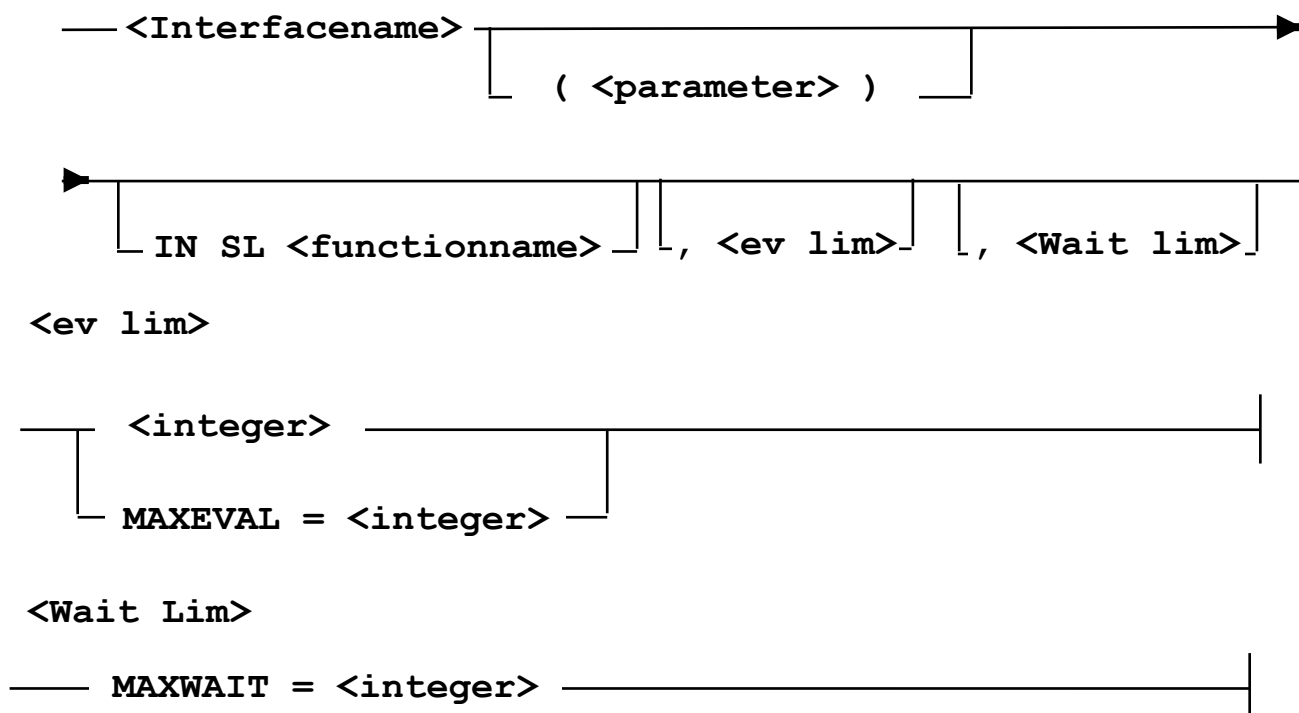 <Interfacename>
( <parameter> )
IN SL <functionname> , <ev lim> , <Wait lim>
<ev lim>
<integer>
MAXEVAL = <integer>
<Wait Lim>
MAXWAIT = <integer>